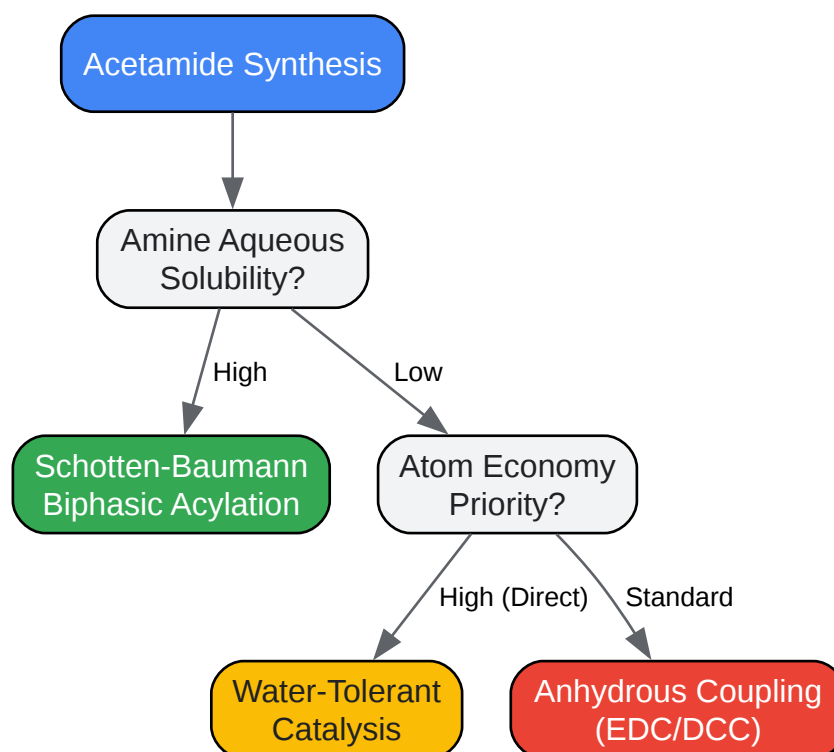 Acetamide Synthesis
Amine Aqueous
Solubility?
High
Low
Schotten-Baumann
Biphasic Acylation
Atom Economy
Priority?
High (Direct)
Standard
Water-Tolerant
Catalysis
Anhydrous Coupling
(EDC/DCC)